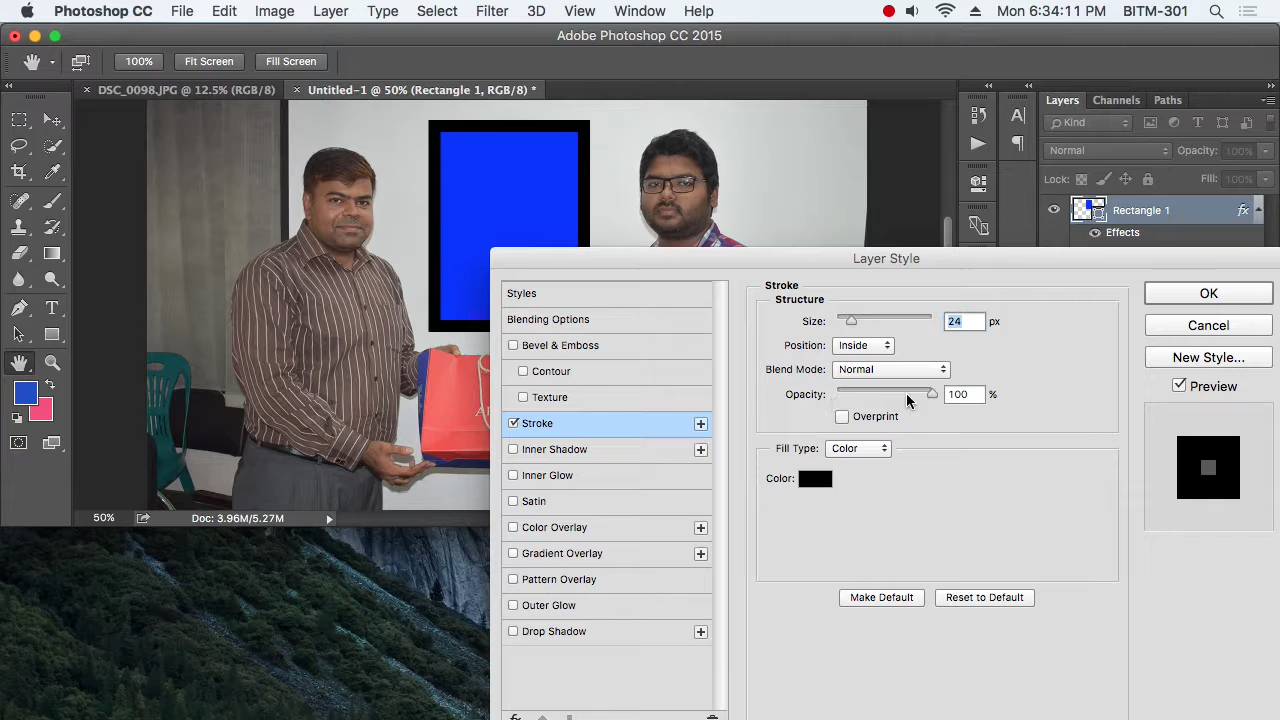 Photoshop CC File Edit Image Layer Type Select Filter 3D View Window Help Mon 6:34:11 PM BITM-301
Adobe Photoshop CC 2015
100% Fit Screen Fill Screen
DSC_0098.JPG @ 12.5% (RGB/8) Untitled-1 @ 50% (Rectangle 1, RGB/8) *
Layers Channels Paths
Kind
Normal Opacity: 100%
Lock: Fill: 100%
Rectangle 1 fx
Effects
Layer Style
Styles
Blending Options
Bevel & Emboss
Contour
Texture
Stroke
Inner Shadow
Inner Glow
Satin
Color Overlay
Gradient Overlay
Pattern Overlay
Outer Glow
Drop Shadow
fx
Stroke
Structure
Size: 24 px
Position: Inside
Blend Mode: Normal
Opacity: 100 %
Overprint
Fill Type: Color
Color:
Make Default Reset to Default
OK
Cancel
New Style...
Preview
50% Doc: 3.96M/5.27M